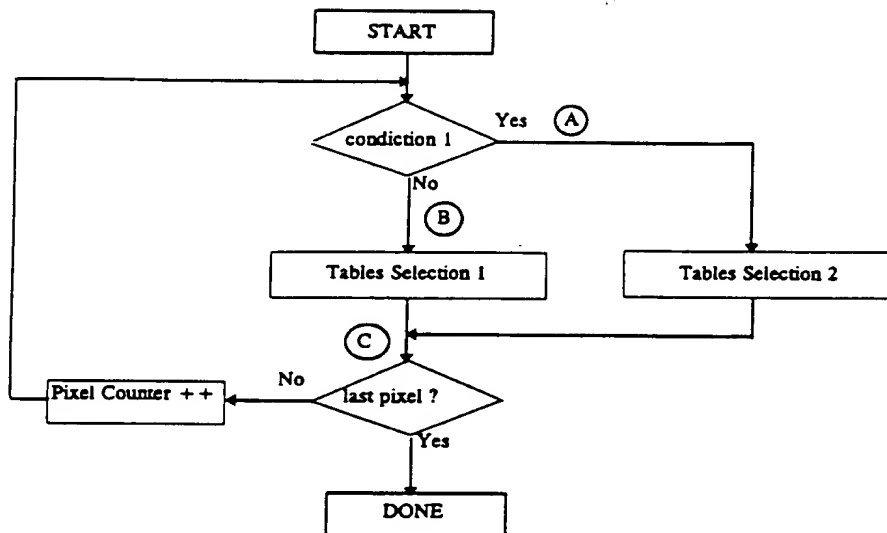 START
Yes A
condiction 1
No
B
Tables Selection 1
Tables Selection 2
C
No
Pixel Counter ++
last pixel ?
Yes
DONE